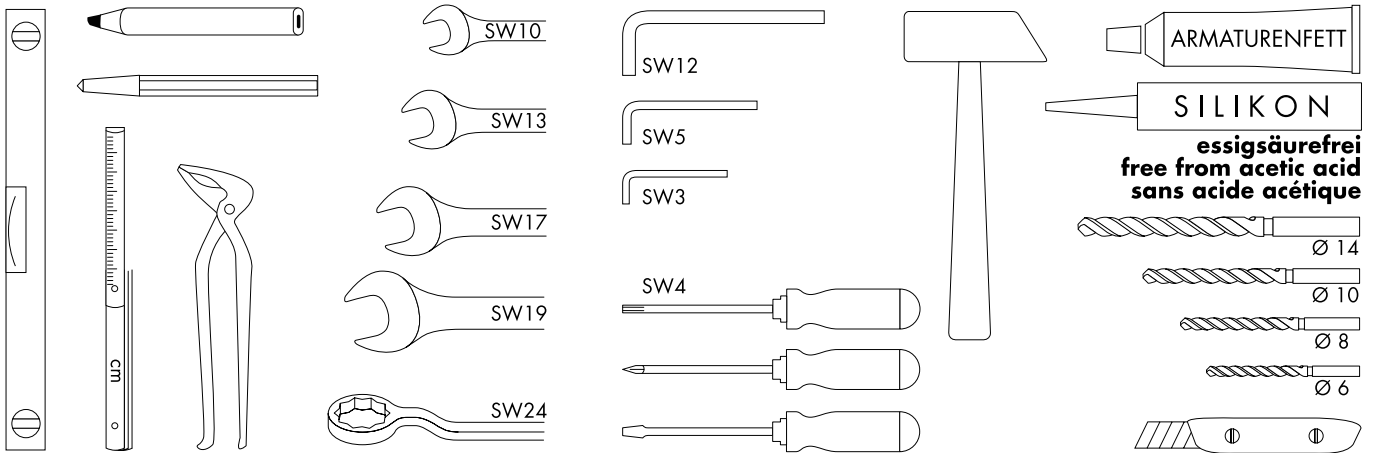 cm
SW10
SW13
SW17
SW19
SW24
SW12
SW5
SW3
SW4
ARMATURENFETT
SILIKON
essigsäurefrei
free from acetic acid
sans acide acétique
Ø 14
Ø 10
Ø 8
Ø 6